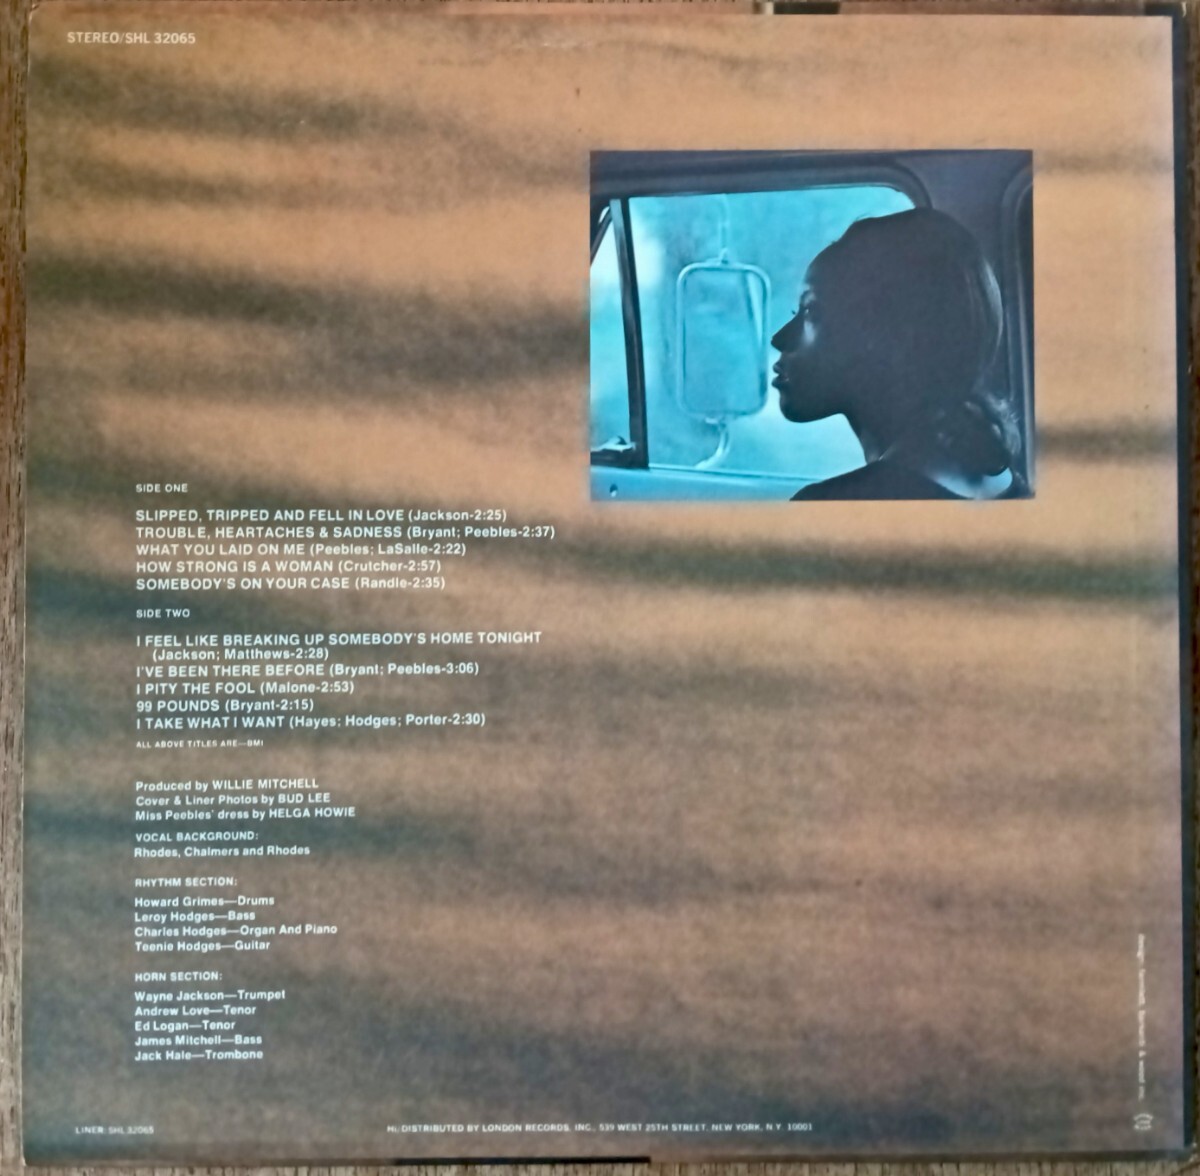 STEREO/SHL 32065
SIDE ONE
SLIPPED, TRIPPED AND FELL IN LOVE (Jackson-2:25)
TROUBLE, HEARTACHES & SADNESS (Bryant; Peebles-2:37)
WHAT YOU LAID ON ME (Peebles; LaSalle-2:22)
HOW STRONG IS A WOMAN (Crutcher-2:57)
SOMEBODY'S ON YOUR CASE (Randle-2:35)
SIDE TWO
I FEEL LIKE BREAKING UP SOMEBODY'S HOME TONIGHT
(Jackson; Matthews-2:28)
I'VE BEEN THERE BEFORE (Bryant; Peebles-3:06)
I PITY THE FOOL (Malone-2:53)
99 POUNDS (Bryant-2:15)
I TAKE WHAT I WANT (Hayes; Hodges; Porter-2:30)
ALL ABOVE TITLES ARE—BMI
Produced by WILLIE MITCHELL
Cover & Liner Photos by BUD LEE
Miss Peebles' dress by HELGA HOWIE
VOCAL BACKGROUND:
Rhodes, Chalmers and Rhodes
RHYTHM SECTION:
Howard Grimes—Drums
Leroy Hodges—Bass
Charles Hodges—Organ And Piano
Teenie Hodges—Guitar
HORN SECTION:
Wayne Jackson—Trumpet
Andrew Love—Tenor
Ed Logan—Tenor
James Mitchell—Bass
Jack Hale—Trombone
LINER: SHL 32065
Hi, DISTRIBUTED BY LONDON RECORDS, INC., 539 WEST 25TH STREET, NEW YORK, N.Y. 10001